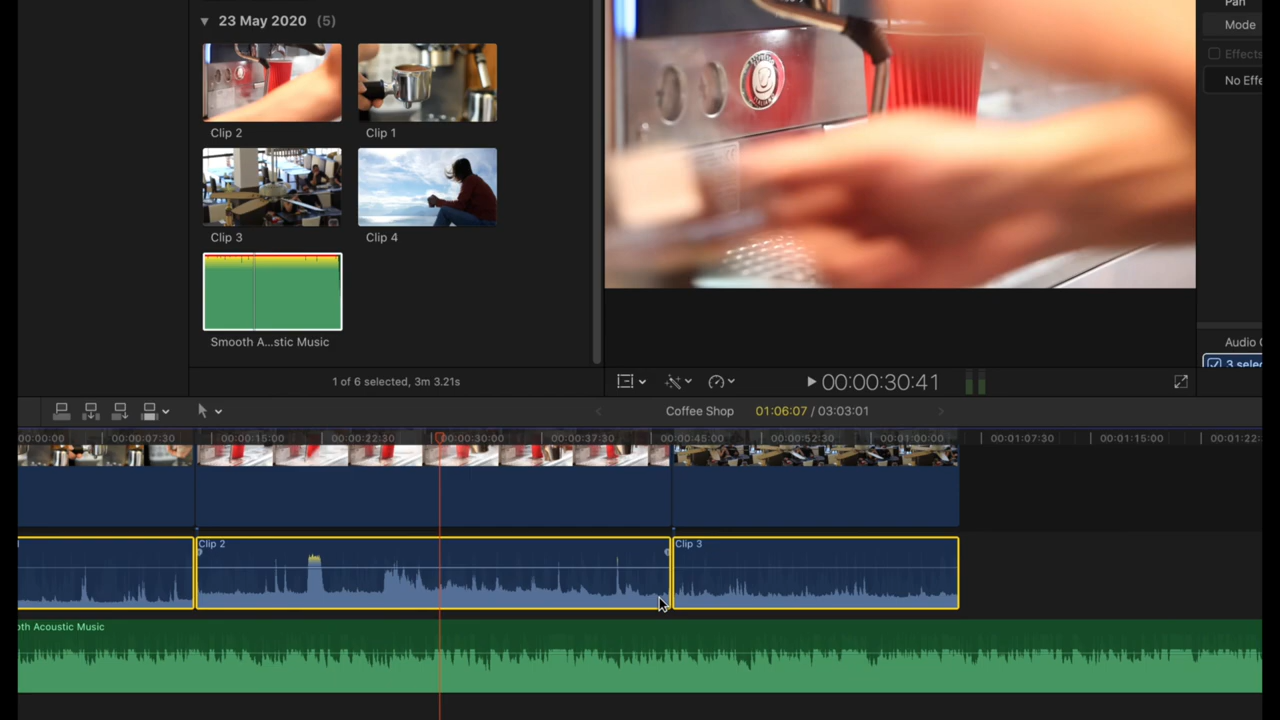 23 May 2020 (5)
Clip 2
Clip 1
Clip 3
Clip 4
Smooth A...stic Music
1 of 6 selected, 3m 3.21s
Pan
Mode
Effects
No Effe
Audio C
3 selec
00:00:30:41
Coffee Shop
01:06:07 / 03:03:01
00:00:00
00:00:07:30
00:00:15:00
00:00:22:30
00:00:30:00
00:00:37:30
00:00:45:00
00:00:52:30
00:01:00:00
00:01:07:30
00:01:15:00
00:01:22:
Clip 2
Clip 3
oth Acoustic Music